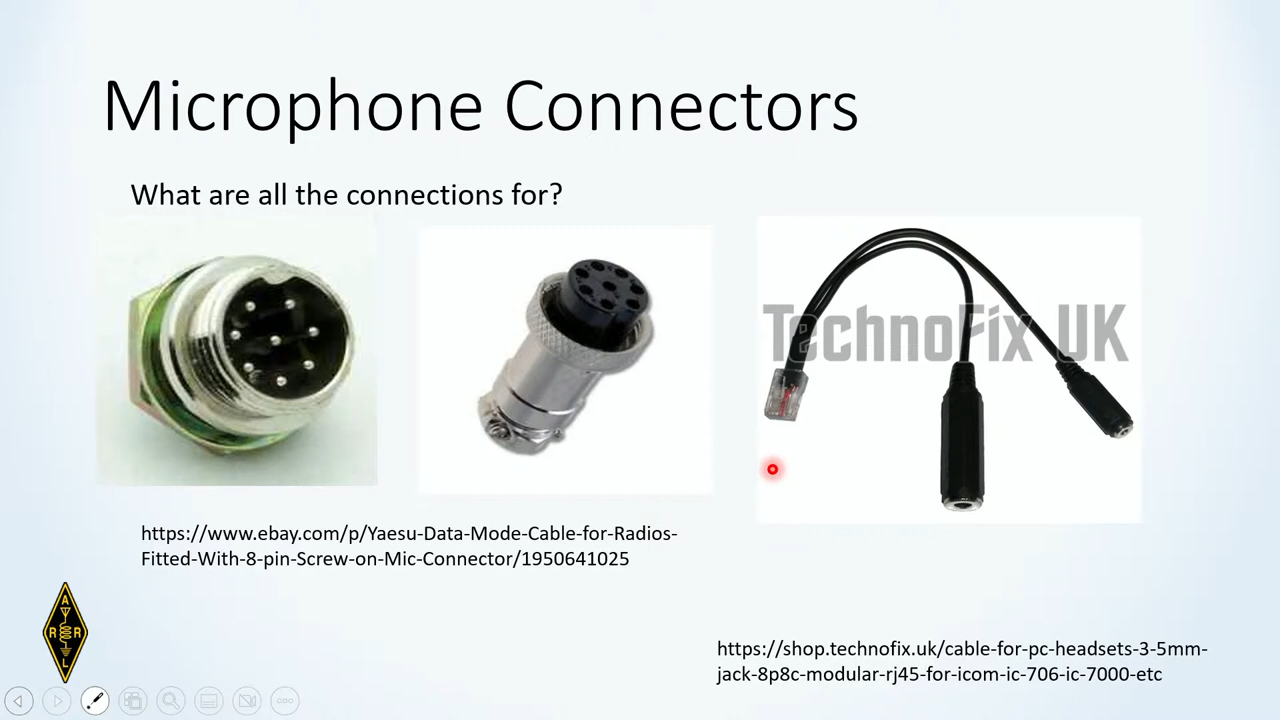 Microphone Connectors
What are all the connections for?
TechnoFix UK
https://www.ebay.com/p/Yaesu-Data-Mode-Cable-for-Radios-
Fitted-With-8-pin-Screw-on-Mic-Connector/1950641025
A
R R
L
https://shop.technofix.uk/cable-for-pc-headsets-3-5mm-
jack-8p8c-modular-rj45-for-icom-ic-706-ic-7000-etc